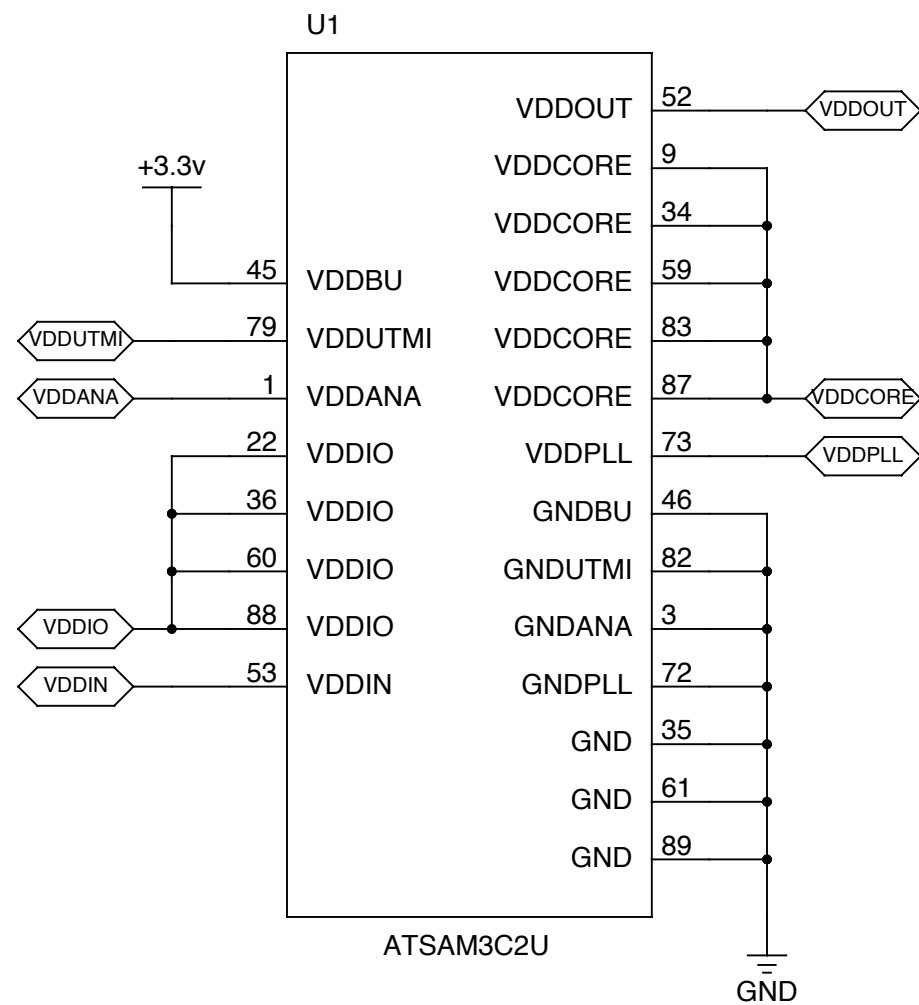 U1
VDDOUT 52 VDDOUT
+3.3v VDDCORE 9
VDDCORE 34
45 VDDBU VDDCORE 59
VDDUTMI 79 VDDUTMI VDDCORE 83
VDDANA 1 VDDANA VDDCORE 87 VDDCORE
22 VDDIO VDDPLL 73 VDDPLL
36 VDDIO GNDBU 46
60 VDDIO GNDUTMI 82
VDDIO 88 VDDIO GNDANA 3
VDDIN 53 VDDIN GNDPLL 72
GND 35
GND 61
GND 89
ATSAM3C2U
GND